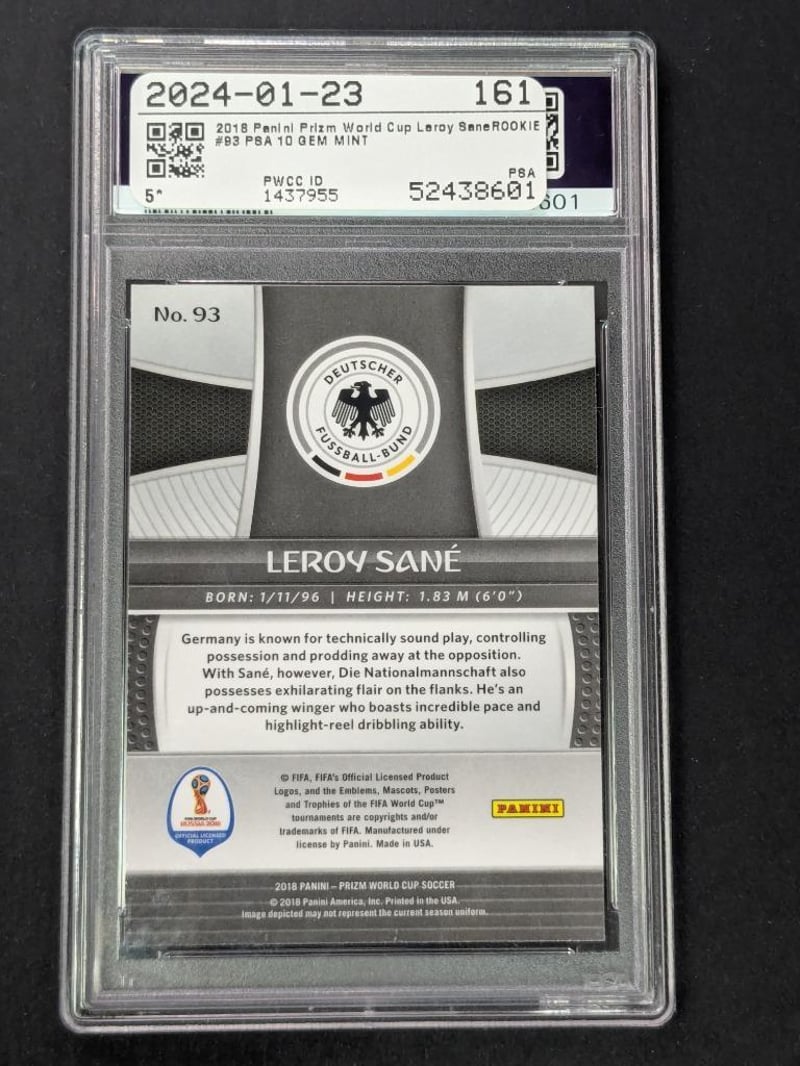 2024-01-23 161
2018 Panini Prizm World Cup Leroy SaneROOKIE
#93 PSA 10 GEM MINT
5*
PWCC ID
1437955
PSA
52438601
601
No. 93
DEUTSCHER
FUSSBALL-BUND
LEROY SANÉ
BORN: 1/11/96 | HEIGHT: 1.83 M (6'0")
Germany is known for technically sound play, controlling
possession and prodding away at the opposition.
With Sané, however, Die Nationalmannschaft also
possesses exhilarating flair on the flanks. He's an
up-and-coming winger who boasts incredible pace and
highlight-reel dribbling ability.
© FIFA, FIFA's Official Licensed Product
Logos, and the Emblems, Mascots, Posters
and Trophies of the FIFA World Cup™
tournaments are copyrights and/or
trademarks of FIFA. Manufactured under
license by Panini. Made in USA.
FIFA WORLD CUP
RUSSIA 2018
OFFICIAL LICENSED
PRODUCT
PANINI
2018 PANINI – PRIZM WORLD CUP SOCCER
© 2018 Panini America, Inc. Printed in the USA.
Image depicted may not represent the current season uniform.